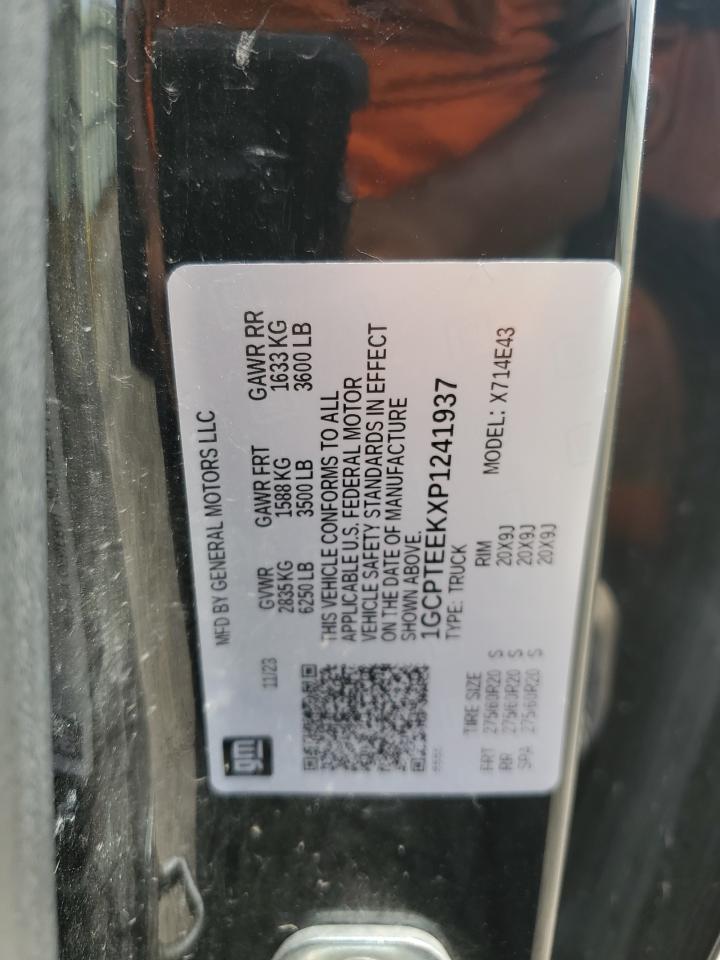 gm
MFD BY GENERAL MOTORS LLC
11/23
GVWR GAWR FRT GAWR RR
2835 KG 1588 KG 1633 KG
6250 LB 3500 LB 3600 LB
THIS VEHICLE CONFORMS TO ALL
APPLICABLE U.S. FEDERAL MOTOR
VEHICLE SAFETY STANDARDS IN EFFECT
ON THE DATE OF MANUFACTURE
SHOWN ABOVE.
1GCPTEEKXP1241937
TYPE: TRUCK MODEL: X714E43
TIRE SIZE RIM
FRT 275/60R20 S 20X9J
RR 275/60R20 S 20X9J
SPA 275/60R20 S 20X9J